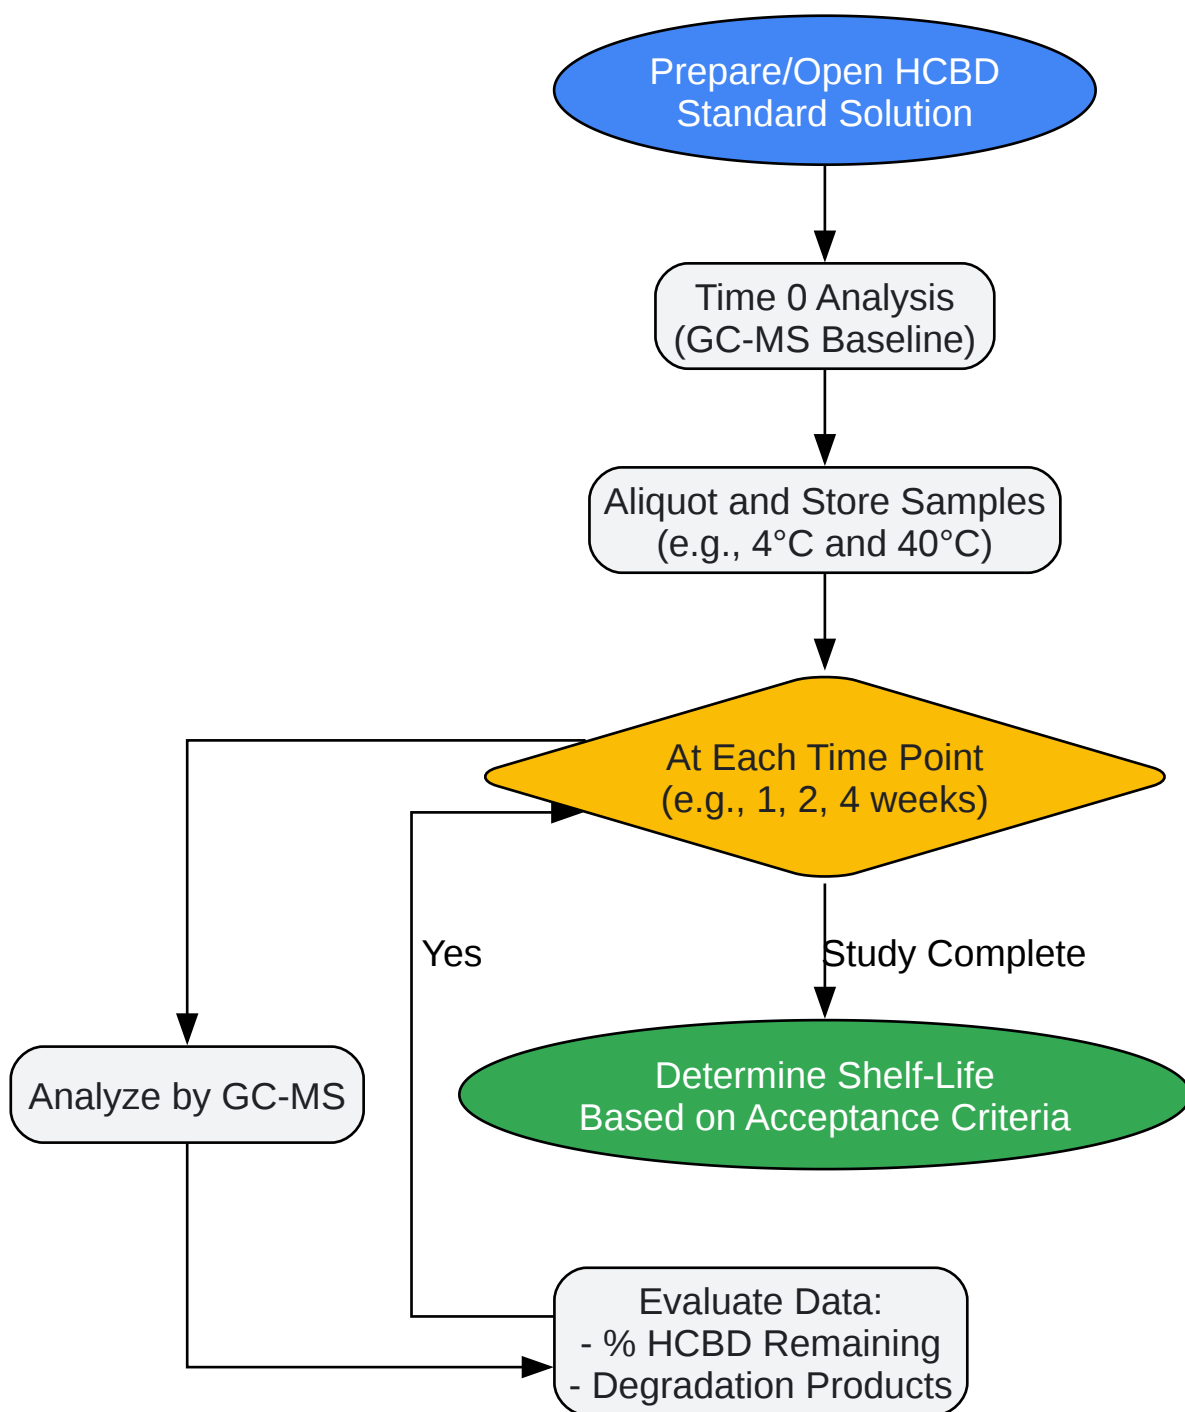 Prepare/Open HCBD
Standard Solution
Time 0 Analysis
(GC-MS Baseline)
Aliquot and Store Samples
(e.g., 4°C and 40°C)
At Each Time Point
(e.g., 1, 2, 4 weeks)
Yes
Study Complete
Analyze by GC-MS
Determine Shelf-Life
Based on Acceptance Criteria
Evaluate Data:
- % HCBD Remaining
- Degradation Products